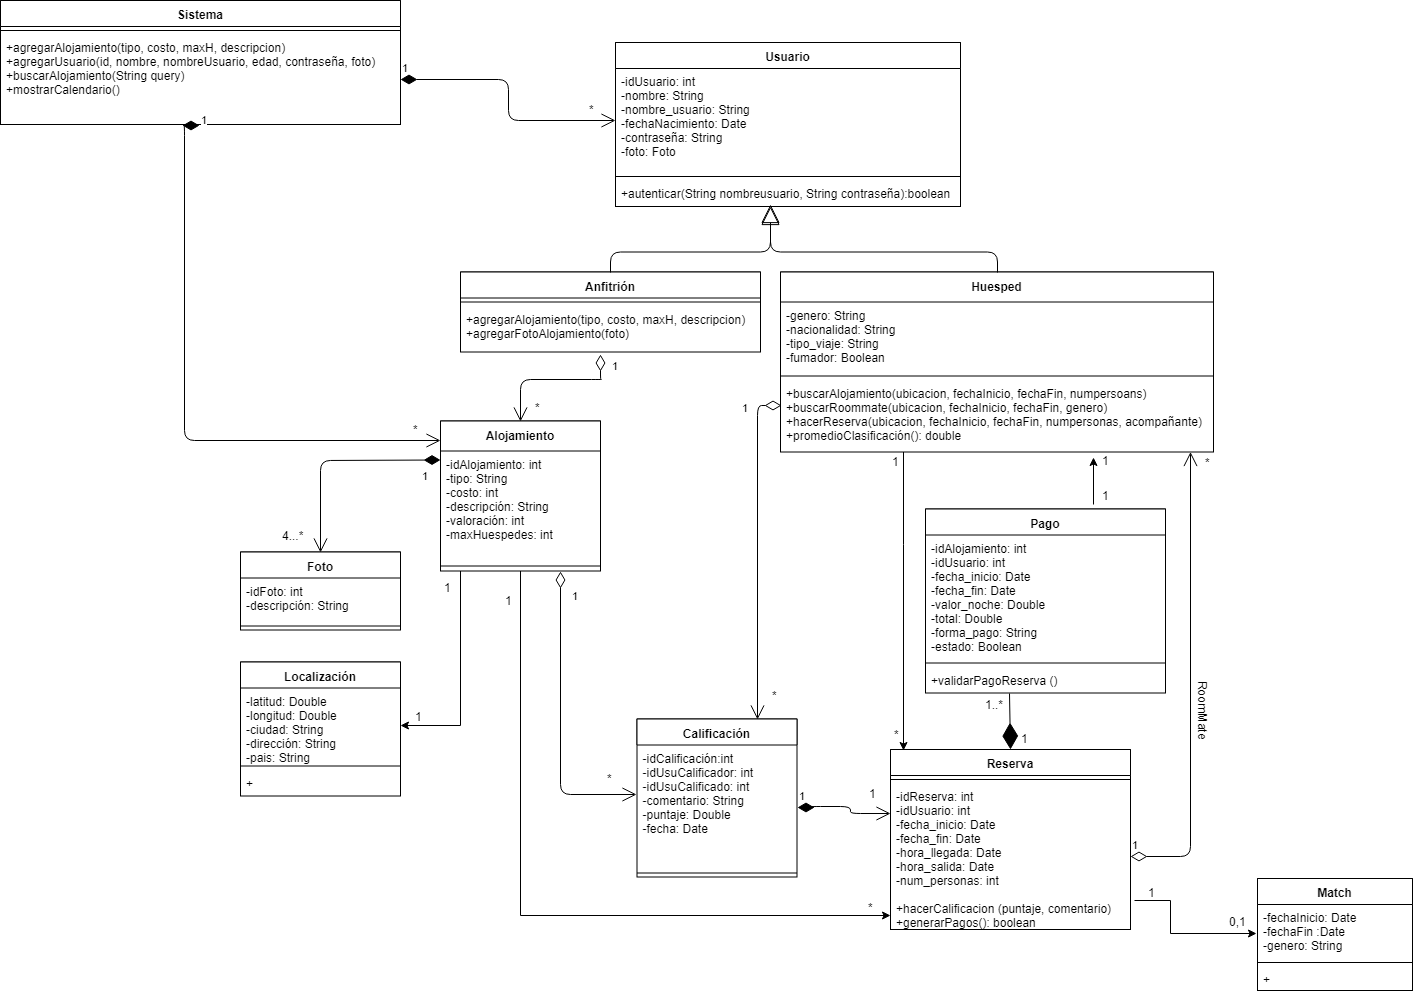 Sistema
+agregarAlojamiento(tipo, costo, maxH, descripcion)
+agregarUsuario(id, nombre, nombreUsuario, edad, contraseña, foto)
+buscarAlojamiento(String query)
+mostrarCalendario()
1
*
1
Usuario
-idUsuario: int
-nombre: String
-nombre_usuario: String
-fechaNacimiento: Date
-contraseña: String
-foto: Foto
+autenticar(String nombreusuario, String contraseña):boolean
Anfitrión
+agregarAlojamiento(tipo, costo, maxH, descripcion)
+agregarFotoAlojamiento(foto)
1
*
*
Huesped
-genero: String
-nacionalidad: String
-tipo_viaje: String
-fumador: Boolean
+buscarAlojamiento(ubicacion, fechaInicio, fechaFin, numpersoans)
+buscarRoommate(ubicacion, fechaInicio, fechaFin, genero)
+hacerReserva(ubicacion, fechaInicio, fechaFin, numpersonas, acompañante)
+promedioClasificación(): double
1
1
1
*
1
Alojamiento
-idAlojamiento: int
-tipo: String
-costo: int
-descripción: String
-valoración: int
-maxHuespedes: int
1
4...*
Foto
-idFoto: int
-descripción: String
1
1
1
Localización
-latitud: Double
-longitud: Double
-ciudad: String
-dirección: String
-pais: String
+
1
Pago
-idAlojamiento: int
-idUsuario: int
-fecha_inicio: Date
-fecha_fin: Date
-valor_noche: Double
-total: Double
-forma_pago: String
-estado: Boolean
+validarPagoReserva ()
1..*
1
RoomMate
*
*
*
Calificación
-idCalificación:int
-idUsuCalificador: int
-idUsuCalificado: int
-comentario: String
-puntaje: Double
-fecha: Date
1
1
Reserva
-idReserva: int
-idUsuario: int
-fecha_inicio: Date
-fecha_fin: Date
-hora_llegada: Date
-hora_salida: Date
-num_personas: int
+hacerCalificacion (puntaje, comentario)
+generarPagos(): boolean
*
1
1
0,1
Match
-fechaInicio: Date
-fechaFin :Date
-genero: String
+